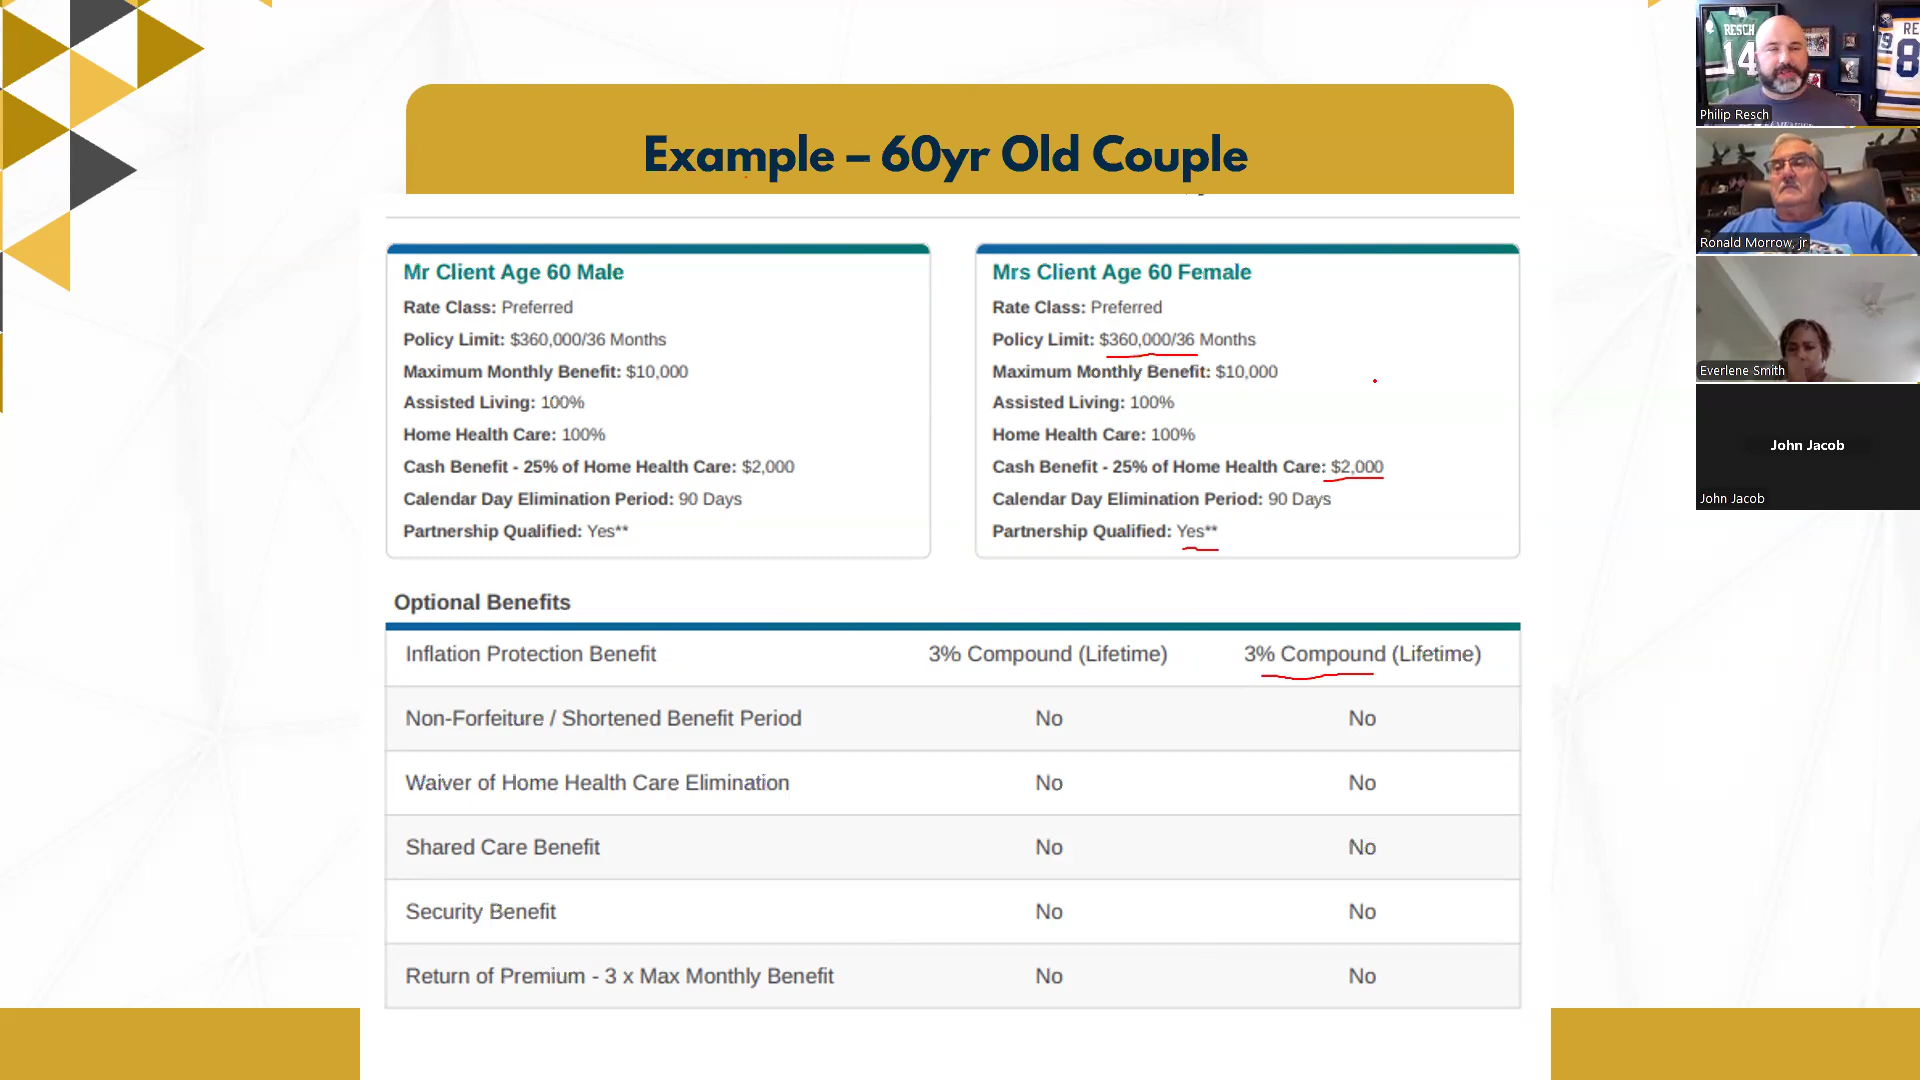 Example – 60yr Old Couple
Mr Client Age 60 Male
Rate Class: Preferred
Policy Limit: $360,000/36 Months
Maximum Monthly Benefit: $10,000
Assisted Living: 100%
Home Health Care: 100%
Cash Benefit - 25% of Home Health Care: $2,000
Calendar Day Elimination Period: 90 Days
Partnership Qualified: Yes**
Mrs Client Age 60 Female
Rate Class: Preferred
Policy Limit: $360,000/36 Months
Maximum Monthly Benefit: $10,000
Assisted Living: 100%
Home Health Care: 100%
Cash Benefit - 25% of Home Health Care: $2,000
Calendar Day Elimination Period: 90 Days
Partnership Qualified: Yes**
Optional Benefits
Inflation Protection Benefit 3% Compound (Lifetime) 3% Compound (Lifetime)
Non-Forfeiture / Shortened Benefit Period No No
Waiver of Home Health Care Elimination No No
Shared Care Benefit No No
Security Benefit No No
Return of Premium - 3 x Max Monthly Benefit No No
RESCH
14
RE
8
Philip Resch
Ronald Morrow, jr
Everlene Smith
John Jacob
John Jacob